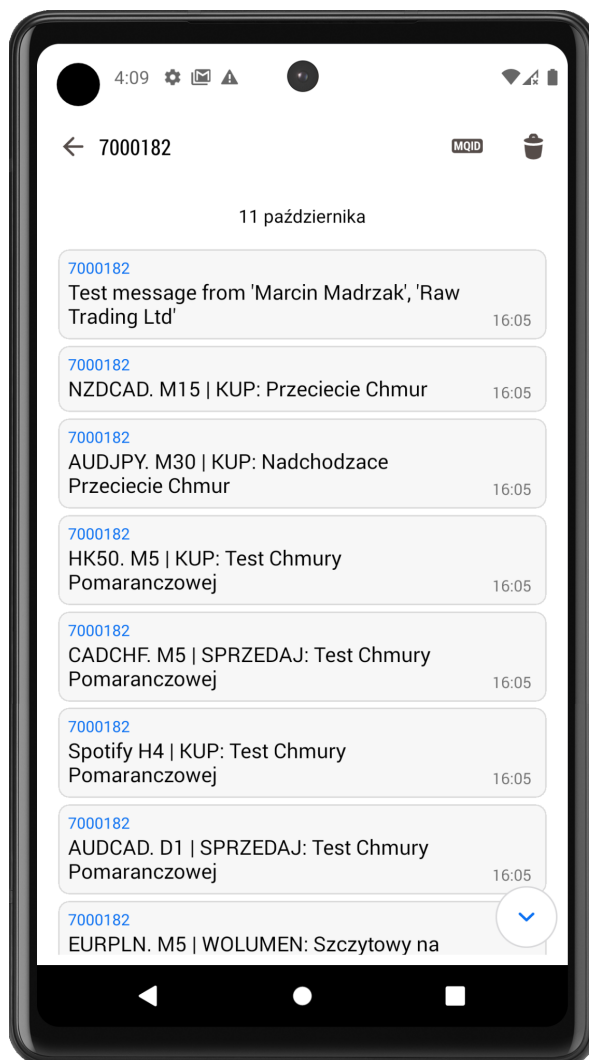 4:09
7000182
MQID
11 października
7000182
Test message from 'Marcin Madrzak', 'Raw
Trading Ltd'
16:05
7000182
NZDCAD. M15 | KUP: Przeciecie Chmur
16:05
7000182
AUDJPY. M30 | KUP: Nadchodzace
Przeciecie Chmur
16:05
7000182
HK50. M5 | KUP: Test Chmury
Pomaranczowej
16:05
7000182
CADCHF. M5 | SPRZEDAJ: Test Chmury
Pomaranczowej
16:05
7000182
Spotify H4 | KUP: Test Chmury
Pomaranczowej
16:05
7000182
AUDCAD. D1 | SPRZEDAJ: Test Chmury
Pomaranczowej
16:05
7000182
EURPLN. M5 | WOLUMEN: Szczytowy na